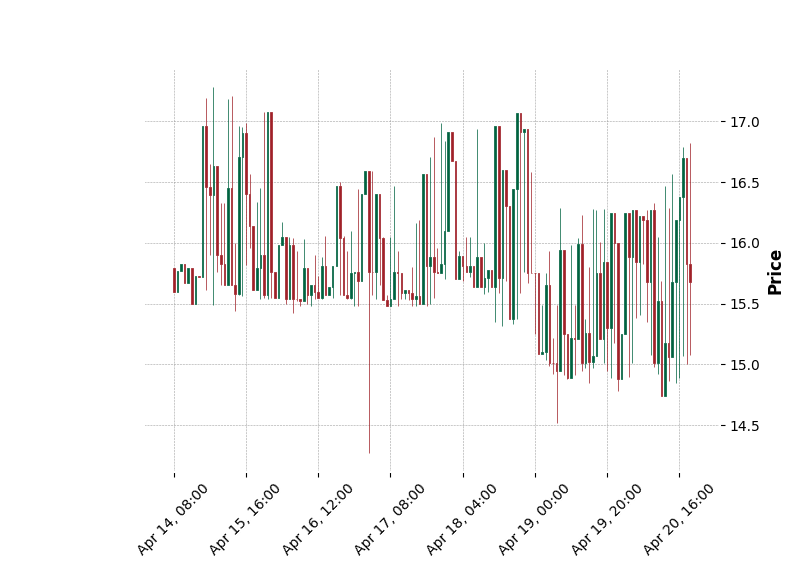 17.0
16.5
16.0
15.5
15.0
14.5
Price
Apr 14, 08:00
Apr 15, 16:00
Apr 16, 12:00
Apr 17, 08:00
Apr 18, 04:00
Apr 19, 00:00
Apr 19, 20:00
Apr 20, 16:00